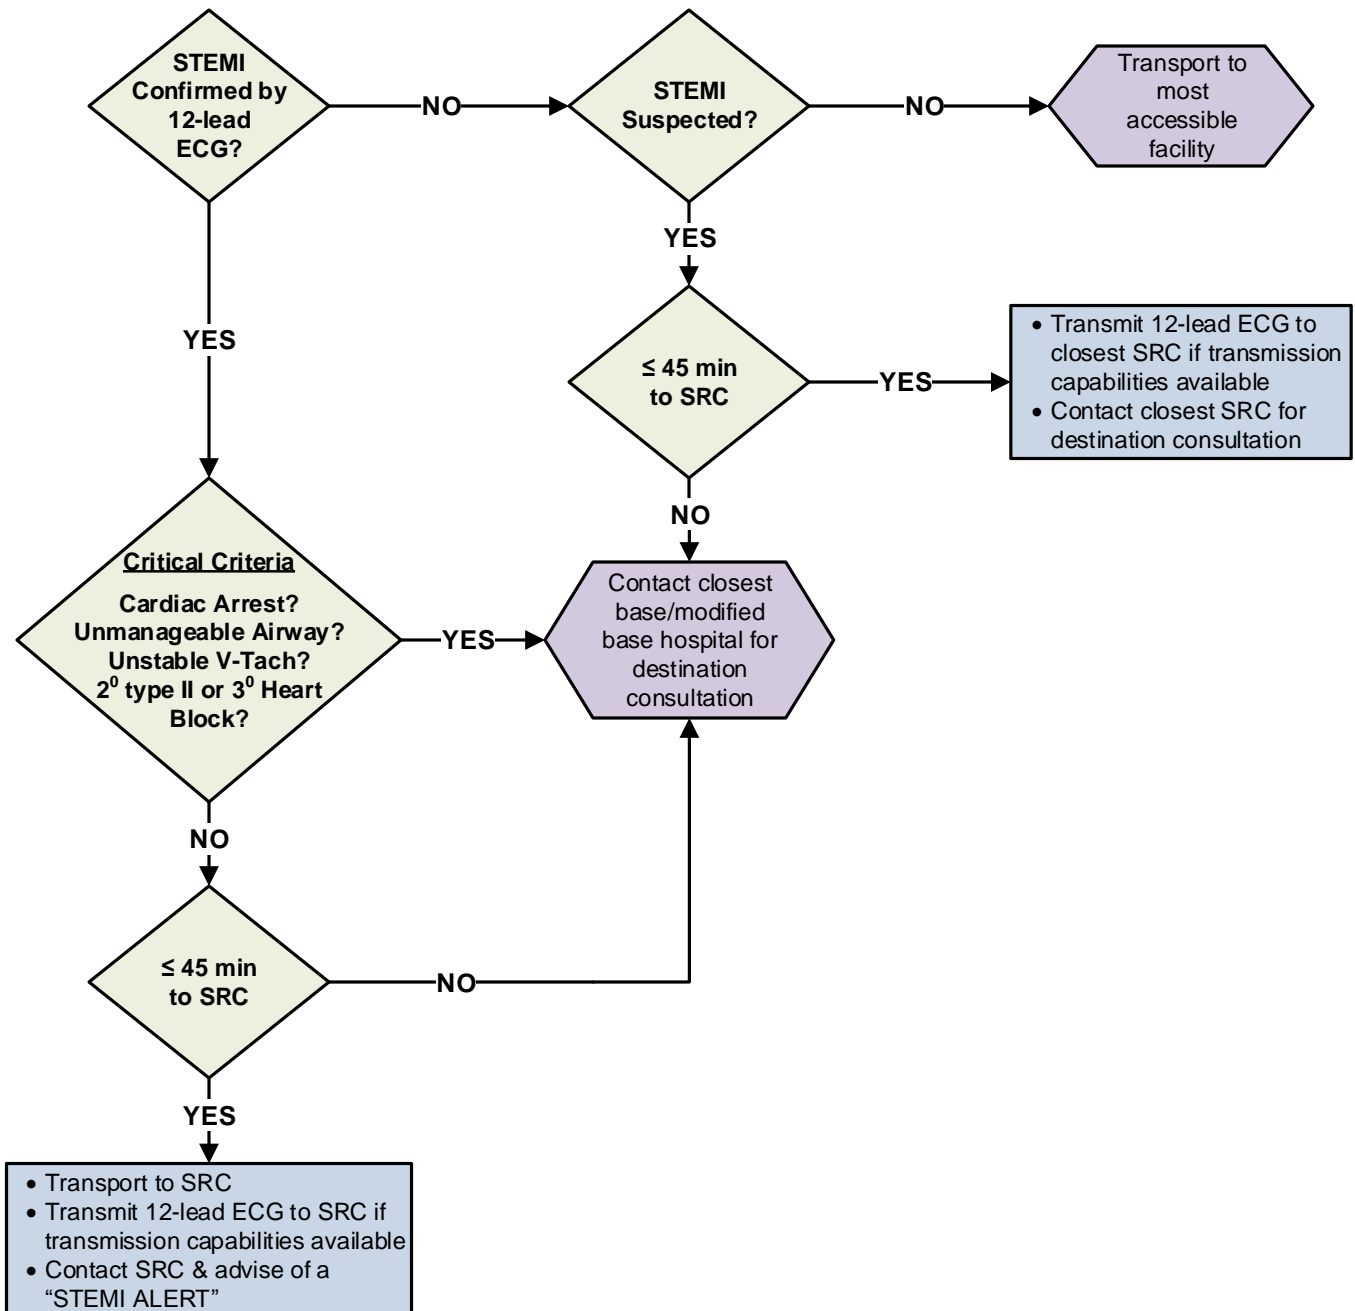 STEMI
Confirmed by
12-lead
ECG?
NO
STEMI
Suspected?
NO
Transport to
most
accessible
facility
YES
YES
≤ 45 min
to SRC
YES
• Transmit 12-lead ECG to
closest SRC if transmission
capabilities available
• Contact closest SRC for
destination consultation
NO
Critical Criteria
Cardiac Arrest?
Unmanageable Airway?
Unstable V-Tach?
2⁰ type II or 3⁰ Heart
Block?
YES
Contact closest
base/modified
base hospital for
destination
consultation
NO
≤ 45 min
to SRC
NO
YES
• Transport to SRC
• Transmit 12-lead ECG to SRC if
transmission capabilities available
• Contact SRC & advise of a
“STEMI ALERT”